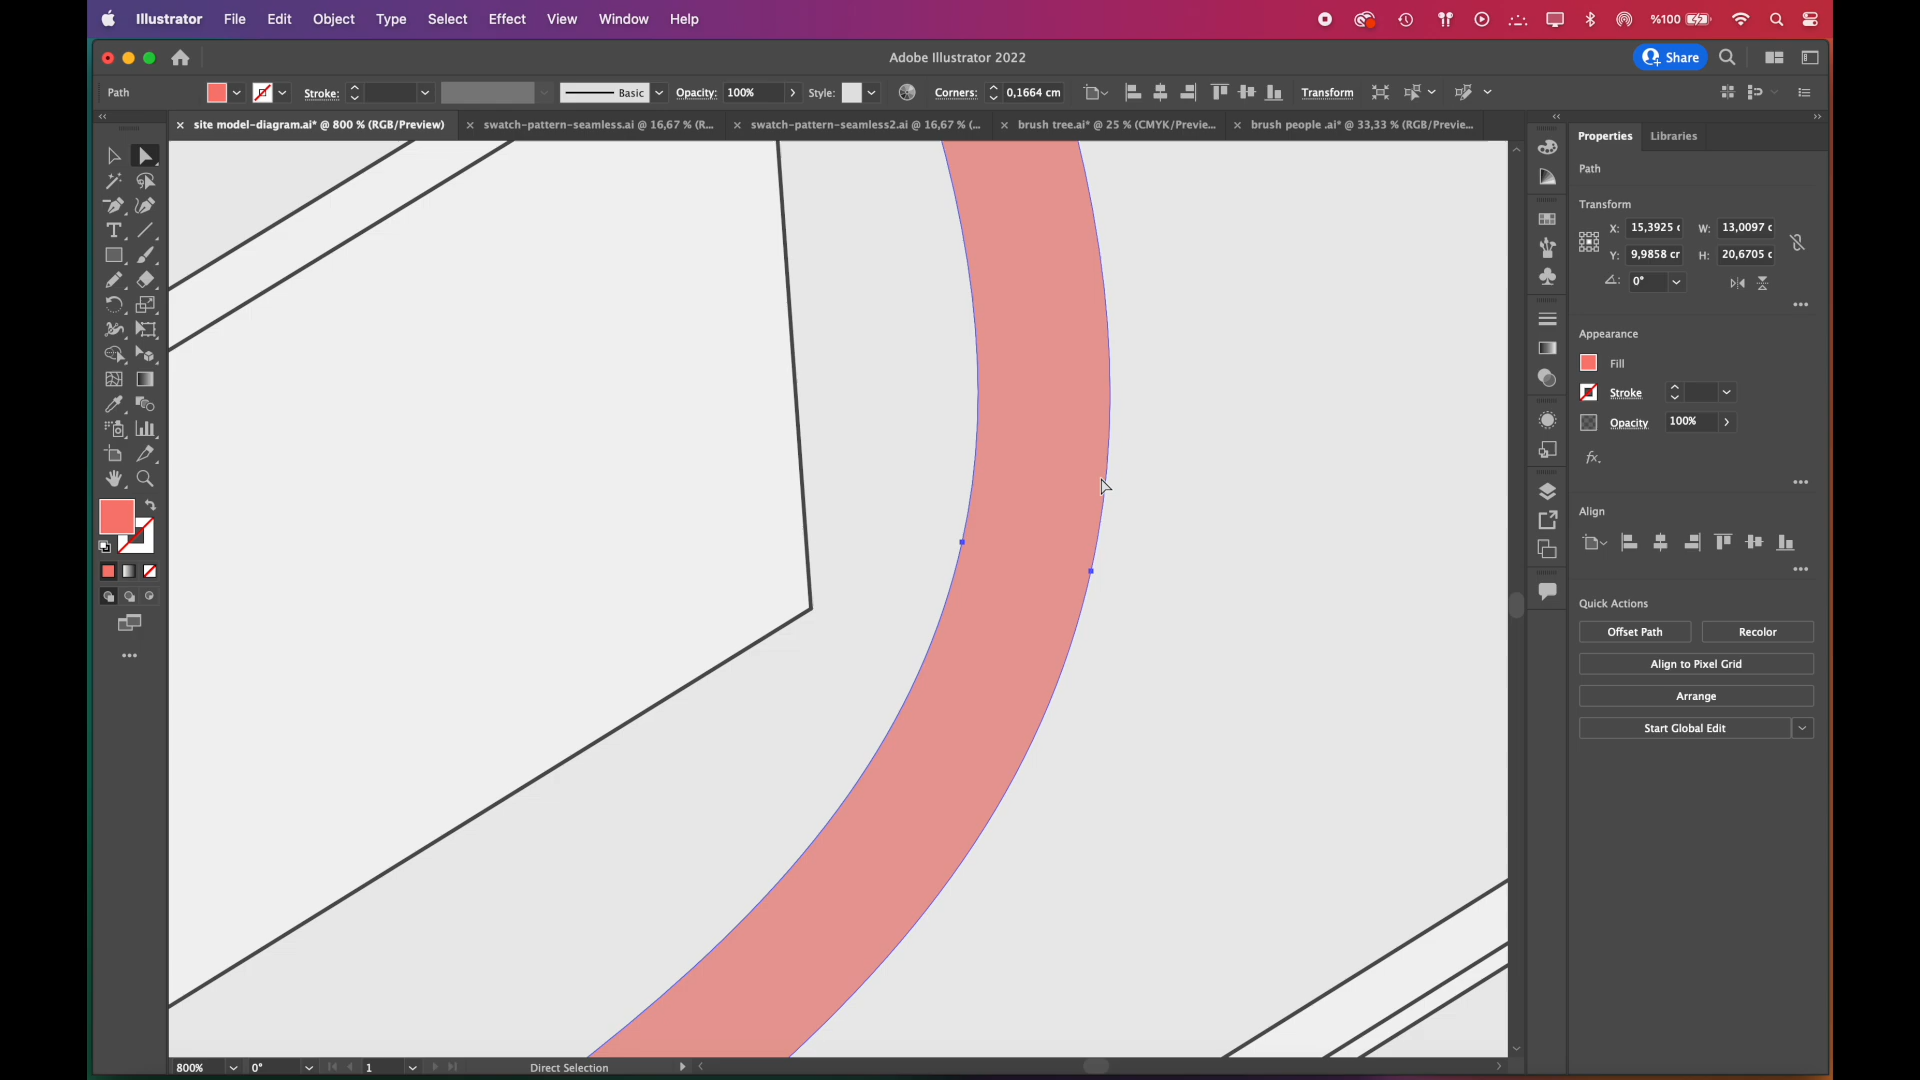 Illustrator File Edit Object Type Select Effect View Window Help %100
Adobe Illustrator 2022
Share
Path Stroke: Basic Opacity: 100% Style: Corners: 0,1664 cm Transform
site model-diagram.ai* @ 800 % (RGB/Preview)
swatch-pattern-seamless.ai @ 16,67 % (R...
swatch-pattern-seamless2.ai @ 16,67 % (...
brush tree.ai* @ 25 % (CMYK/Previe...
brush people .ai* @ 33,33 % (RGB/Previe...
Properties Libraries
Path
Transform
X: 15,3925 c W: 13,0097 c
Y: 9,9858 cr H: 20,6705 c
0°
Appearance
Fill
Stroke
Opacity 100%
fx.
Align
Quick Actions
Offset Path Recolor
Align to Pixel Grid
Arrange
Start Global Edit
800% 0° 1 Direct Selection